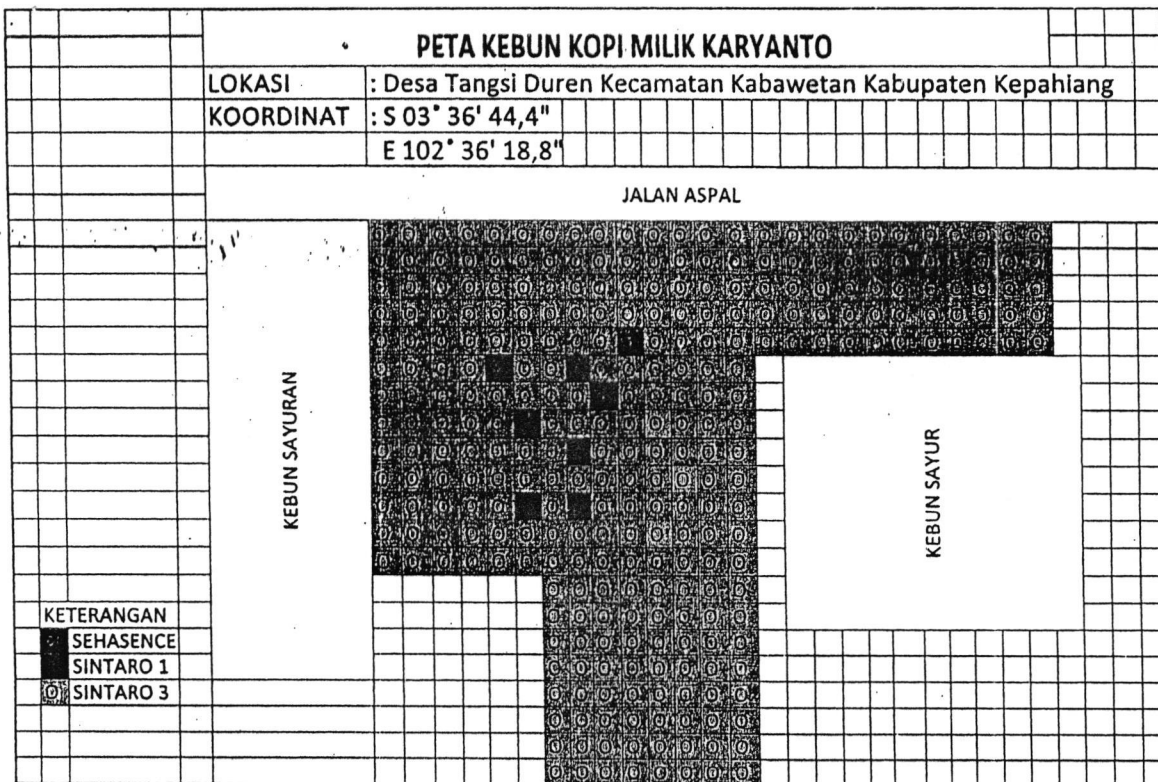 PETA KEBUN KOPI MILIK KARYANTO
LOKASI : Desa Tangsi Duren Kecamatan Kabawetan Kabupaten Kepahiang
KOORDINAT : S 03° 36' 44,4"
E 102° 36' 18,8"
JALAN ASPAL
KEBUN SAYURAN
KEBUN SAYUR
KETERANGAN
SEHASENCE
SINTARO 1
SINTARO 3